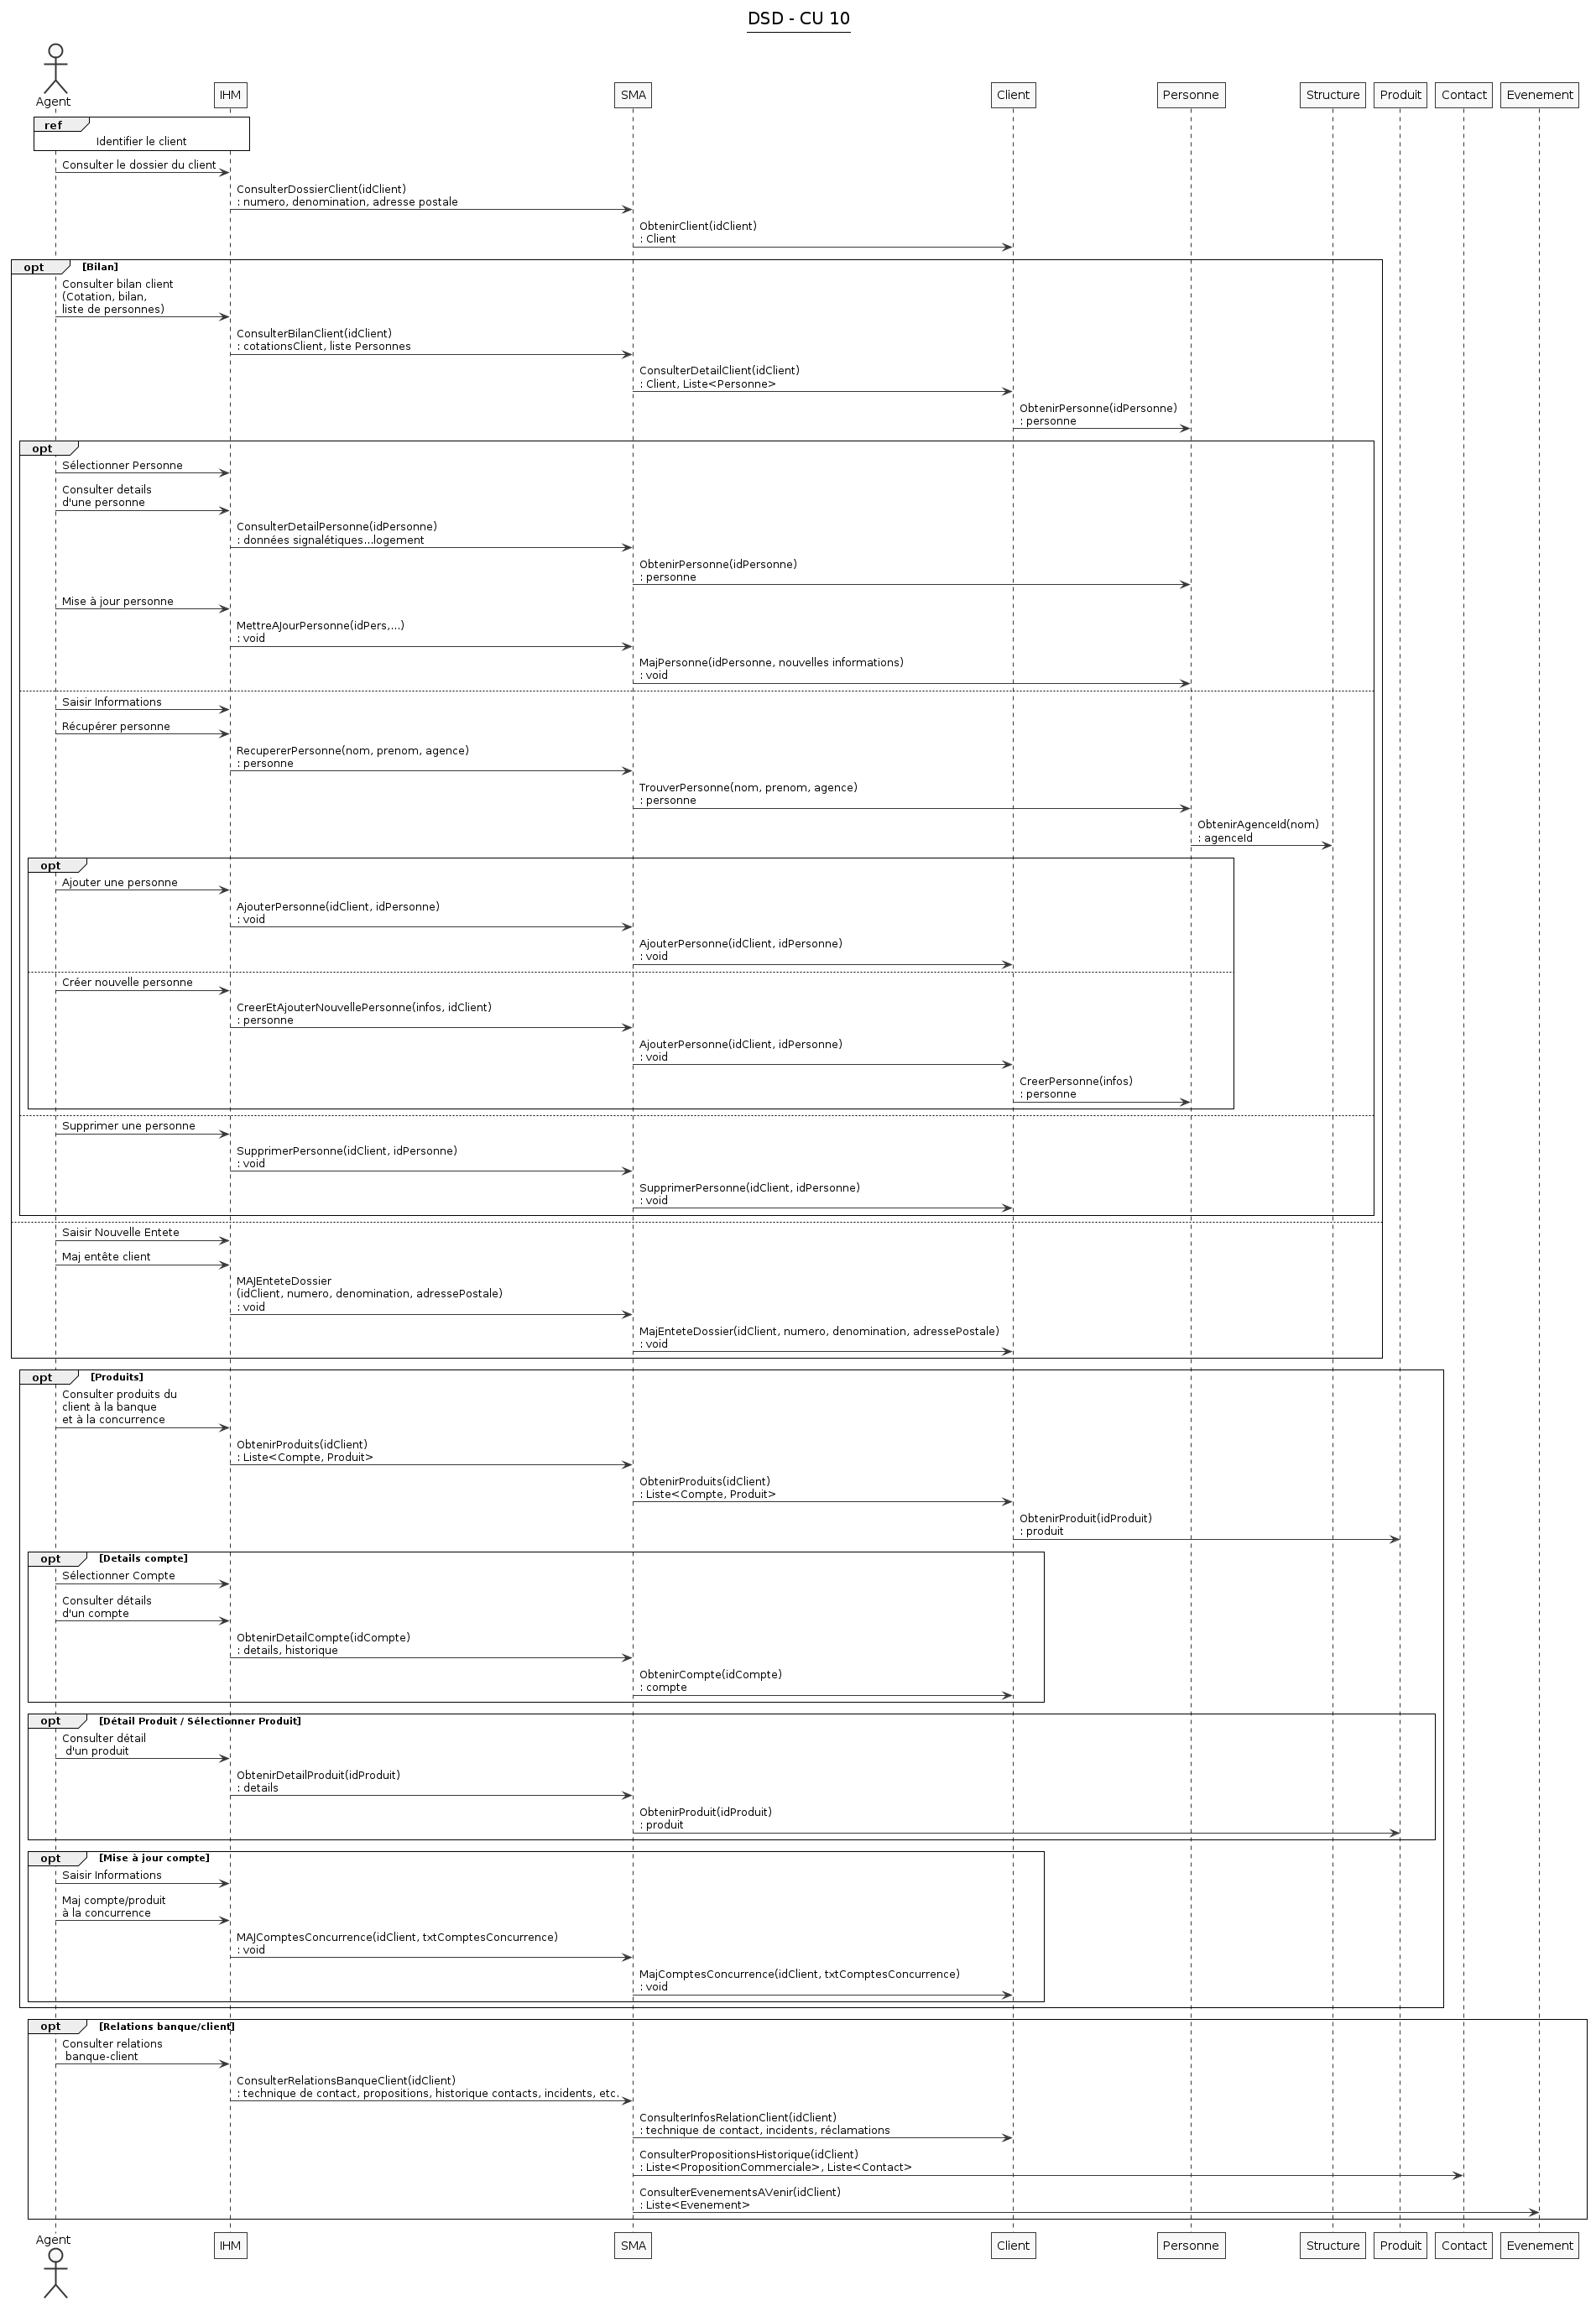 DSD - CU 10
Agent
IHM
SMA
Client
Personne
Structure
Produit
Contact
Evenement
ref
Identifier le client
Consulter le dossier du client
ConsulterDossierClient(idClient)
: numero, denomination, adresse postale
ObtenirClient(idClient)
: Client
opt [Bilan]
Consulter bilan client
(Cotation, bilan,
liste de personnes)
ConsulterBilanClient(idClient)
: cotationsClient, liste Personnes
ConsulterDetailClient(idClient)
: Client, Liste<Personne>
ObtenirPersonne(idPersonne)
: personne
opt
Sélectionner Personne
Consulter details
d'une personne
ConsulterDetailPersonne(idPersonne)
: données signalétiques...logement
ObtenirPersonne(idPersonne)
: personne
Mise à jour personne
MettreAJourPersonne(idPers,...)
: void
MajPersonne(idPersonne, nouvelles informations)
: void
Saisir Informations
Récupérer personne
RecupererPersonne(nom, prenom, agence)
: personne
TrouverPersonne(nom, prenom, agence)
: personne
ObtenirAgenceId(nom)
: agenceId
opt
Ajouter une personne
AjouterPersonne(idClient, idPersonne)
: void
AjouterPersonne(idClient, idPersonne)
: void
Créer nouvelle personne
CreerEtAjouterNouvellePersonne(infos, idClient)
: personne
AjouterPersonne(idClient, idPersonne)
: void
CreerPersonne(infos)
: personne
Supprimer une personne
SupprimerPersonne(idClient, idPersonne)
: void
SupprimerPersonne(idClient, idPersonne)
: void
Saisir Nouvelle Entete
Maj entête client
MAJEnteteDossier
(idClient, numero, denomination, adressePostale)
: void
MajEnteteDossier(idClient, numero, denomination, adressePostale)
: void
opt [Produits]
Consulter produits du
client à la banque
et à la concurrence
ObtenirProduits(idClient)
: Liste<Compte, Produit>
ObtenirProduits(idClient)
: Liste<Compte, Produit>
ObtenirProduit(idProduit)
: produit
opt [Details compte]
Sélectionner Compte
Consulter détails
d'un compte
ObtenirDetailCompte(idCompte)
: details, historique
ObtenirCompte(idCompte)
: compte
opt [Détail Produit / Sélectionner Produit]
Consulter détail
d'un produit
ObtenirDetailProduit(idProduit)
: details
ObtenirProduit(idProduit)
: produit
opt [Mise à jour compte]
Saisir Informations
Maj compte/produit
à la concurrence
MAJComptesConcurrence(idClient, txtComptesConcurrence)
: void
MajComptesConcurrence(idClient, txtComptesConcurrence)
: void
opt [Relations banque/client]
Consulter relations
banque-client
ConsulterRelationsBanqueClient(idClient)
: technique de contact, propositions, historique contacts, incidents, etc.
ConsulterInfosRelationClient(idClient)
: technique de contact, incidents, réclamations
ConsulterPropositionsHistorique(idClient)
: Liste<PropositionCommerciale>, Liste<Contact>
ConsulterEvenementsAVenir(idClient)
: Liste<Evenement>
Agent
IHM
SMA
Client
Personne
Structure
Produit
Contact
Evenement